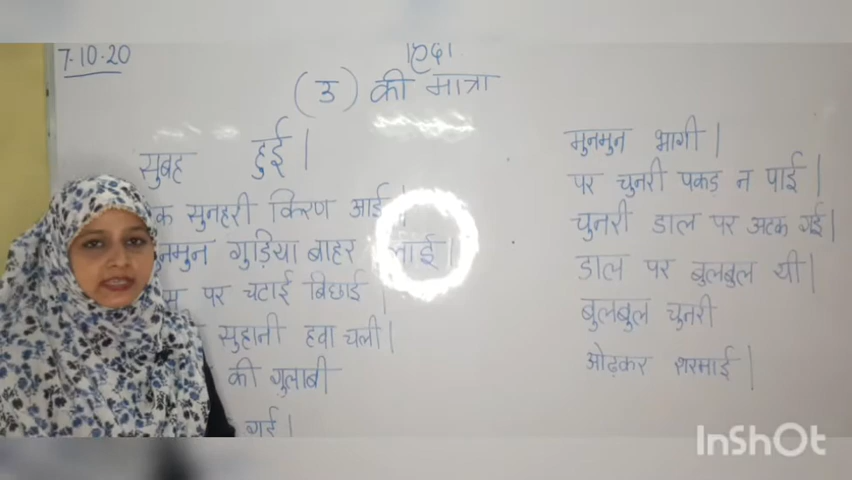 7-10-20
(उ) की मात्रा
सुबह हुई।
सुनहरी किरण आई।
गुड़िया बाहर लाई।
पर चटाई बिछाई।
सुहानी हवा चली।
की गुलाबी
गई।
मुनमुन भागी।
पर चुनरी पकड़ न पाई।
चुनरी डाल पर अटक गई।
डाल पर बुलबुल थी।
बुलबुल चुनरी
ओढ़कर शरमाई।
InShOt